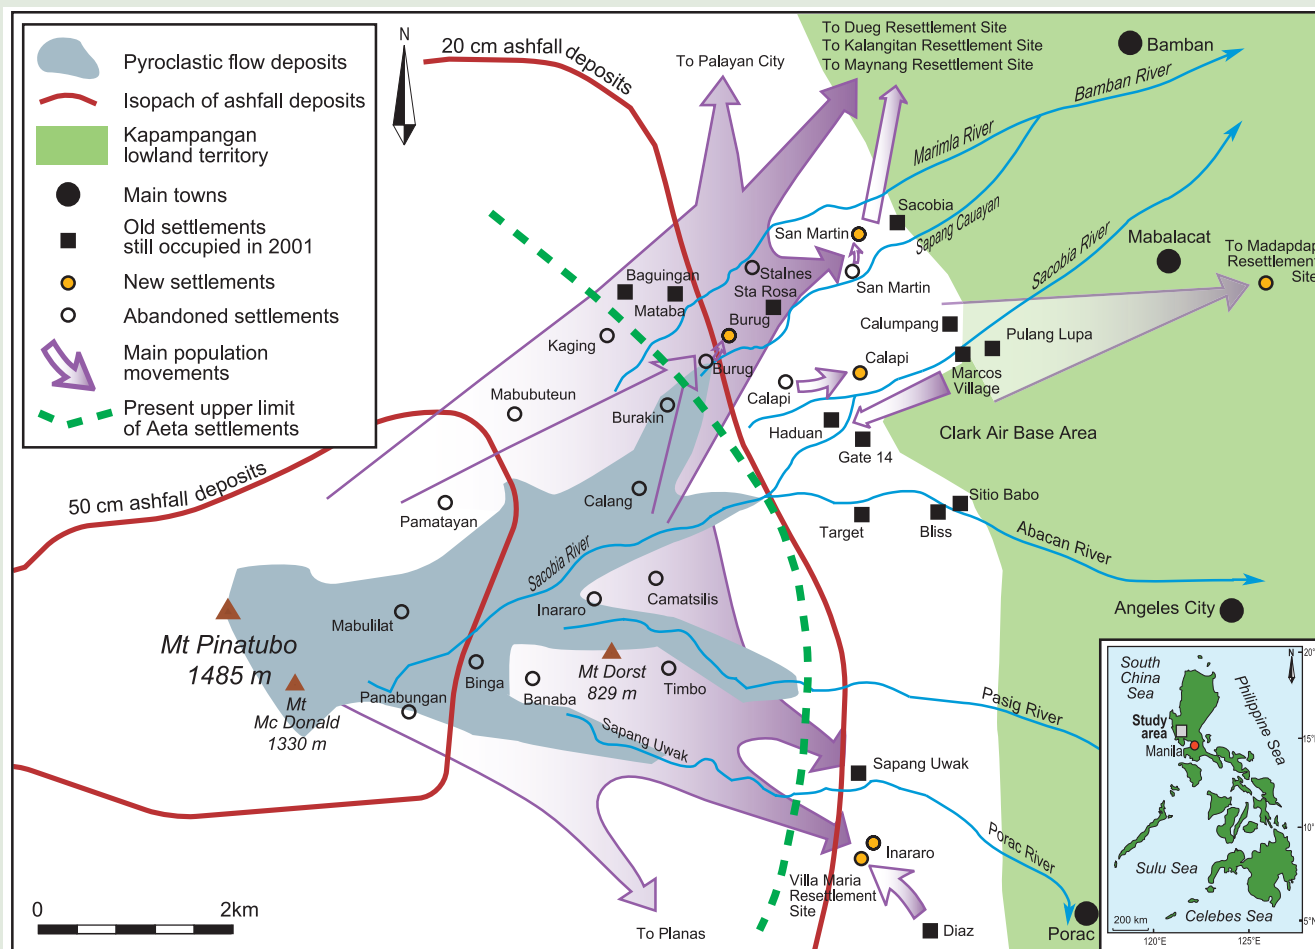 Pyroclastic flow deposits
Isopach of ashfall deposits
Kapampangan
lowland territory
Main towns
Old settlements
still occupied in 2001
New settlements
Abandoned settlements
Main population
movements
Present upper limit
of Aeta settlements
N
20 cm ashfall deposits
To Palayan City
To Dueg Resettlement Site
To Kalangitan Resettlement Site
To Maynang Resettlement Site
Bamban
Bamban River
Marimla River
Sapang Cauayan
Sacobia River
Sacobia
San Martin
San Martin
Mabalacat
To Madapdap
Resettlement
Site
Stalnes
Sta Rosa
Baguingan
Mataba
Burug
Burug
Kaging
Calumpang
Pulang Lupa
Marcos
Village
Calapi
Calapi
Mabubuteun
Burakin
Haduan
Gate 14
Clark Air Base Area
50 cm ashfall deposits
Pamatayan
Calang
Sitio Babo
Target
Bliss
Abacan River
Sacobia River
Camatsilis
Inararo
Angeles City
Mabulilat
Mt Pinatubo
1485 m
Mt
Mc Donald
1330 m
Panabungan
Binga
Banaba
Mt Dorst
829 m
Timbo
Pasig River
Sapang Uwak
Sapang Uwak
Porac River
Inararo
Villa Maria
Resettlement
Site
Diaz
Porac
To Planas
0
2km
N
20°
South
China
Sea
Philippine Sea
Study
area
Manila
15°
10°
Sulu Sea
Celebes Sea
5°N
200 km
120°E
125°E